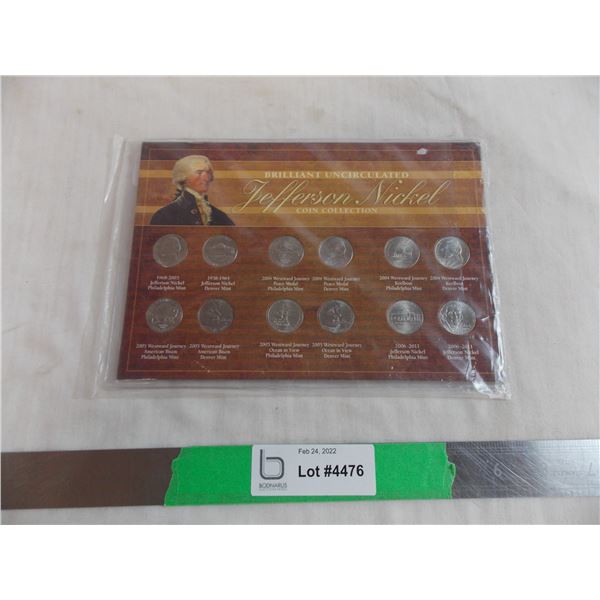 BRILLIANT UNCIRCULATED
Jefferson Nickel
COIN COLLECTION
1968-2003
Jefferson Nickel
Philadelphia Mint
1938-1964
Jefferson Nickel
Denver Mint
2004 Westward Journey
Peace Medal
Philadelphia Mint
2004 Westward Journey
Peace Medal
Denver Mint
2004 Westward Journey
Keelboat
Philadelphia Mint
2004 Westward Journey
Keelboat
Denver Mint
2005 Westward Journey
American Bison
Philadelphia Mint
2005 Westward Journey
American Bison
Denver Mint
2005 Westward Journey
Ocean in View
Philadelphia Mint
2005 Westward Journey
Ocean in View
Denver Mint
2006-2011
Jefferson Nickel
Philadelphia Mint
2006-2011
Jefferson Nickel
Denver Mint
Feb 24, 2022
b
BODNARUS
Lot #4476